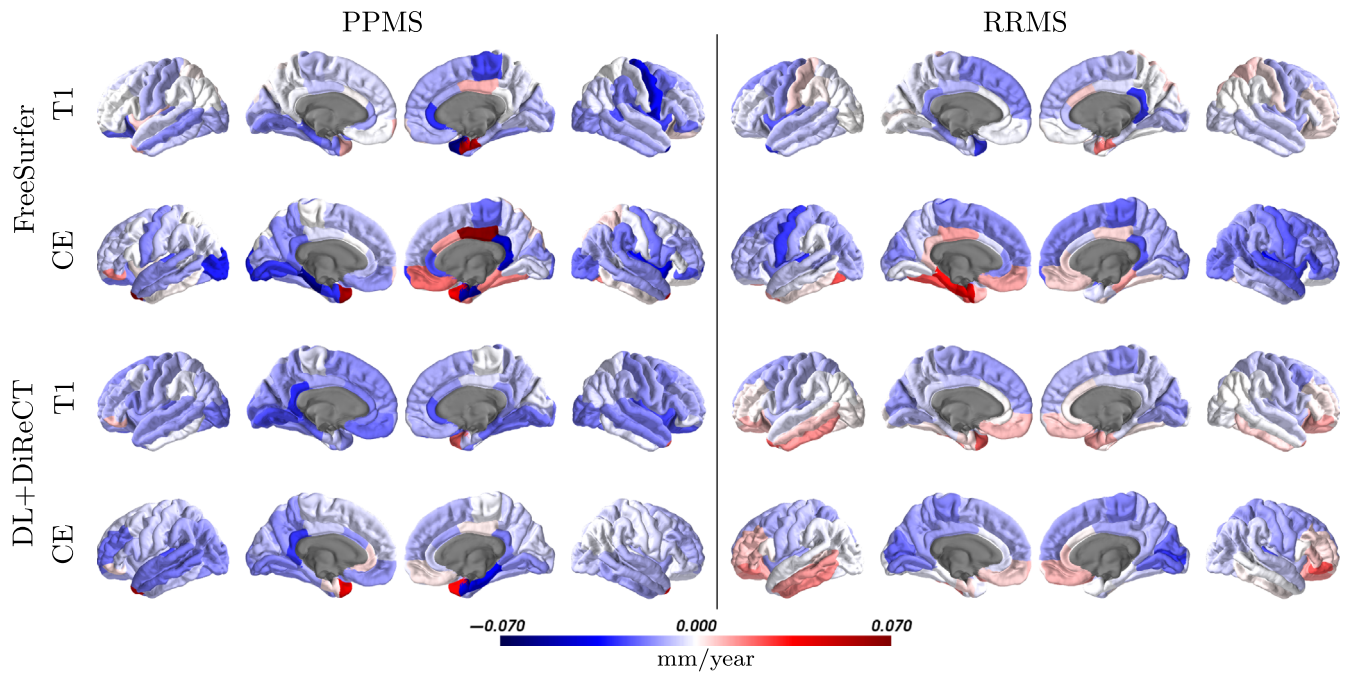 PPMS
RRMS
FreeSurfer
T1
CE
DL+DiReCT
T1
CE
−0.070
0.000
0.070
mm/year